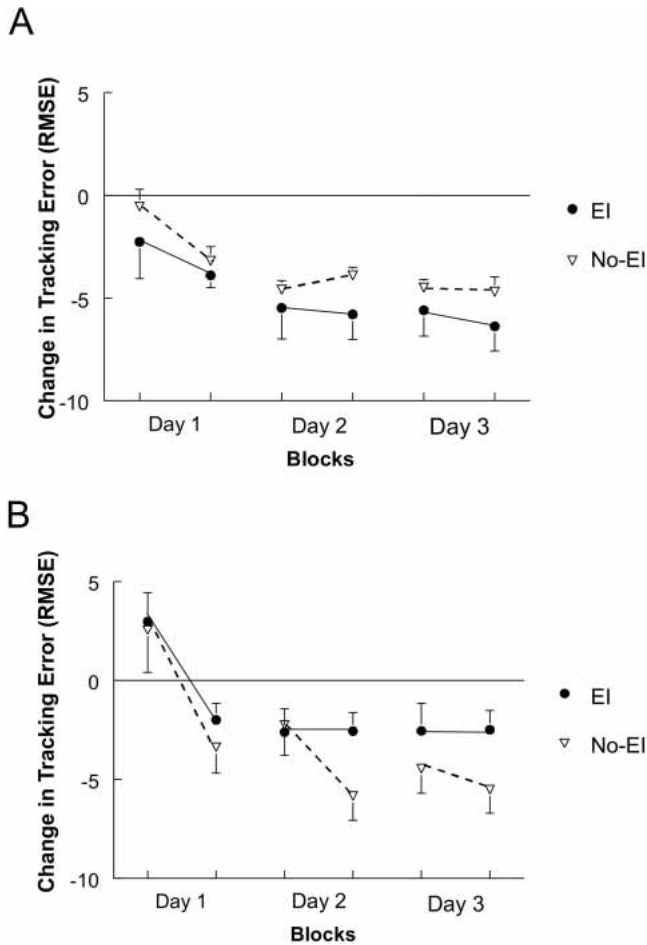 A
Change in Tracking Error (RMSE)
5
0
-5
-10
Day 1 Day 2 Day 3
Blocks
EI
No-EI
B
Change in Tracking Error (RMSE)
5
0
-5
-10
Day 1 Day 2 Day 3
Blocks
EI
No-EI